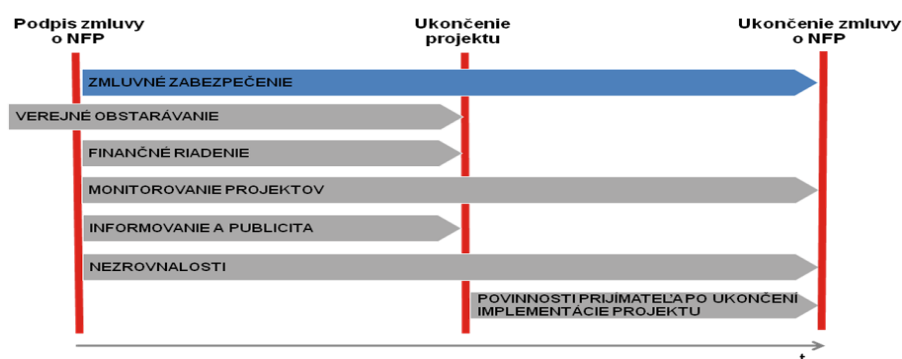 Podpis zmluvy
o NFP
Ukončenie
projektu
Ukončenie zmluvy
o NFP
ZMLUVNÉ ZABEZPEČENIE
VEREJNÉ OBSTARÁVANIE
FINANČNÉ RIADENIE
MONITOROVANIE PROJEKTOV
INFORMOVANIE A PUBLICITA
NEZROVNALOSTI
POVINNOSTI PRIJÍMATEĽA PO UKONČENÍ
IMPLEMENTÁCIE PROJEKTU
t